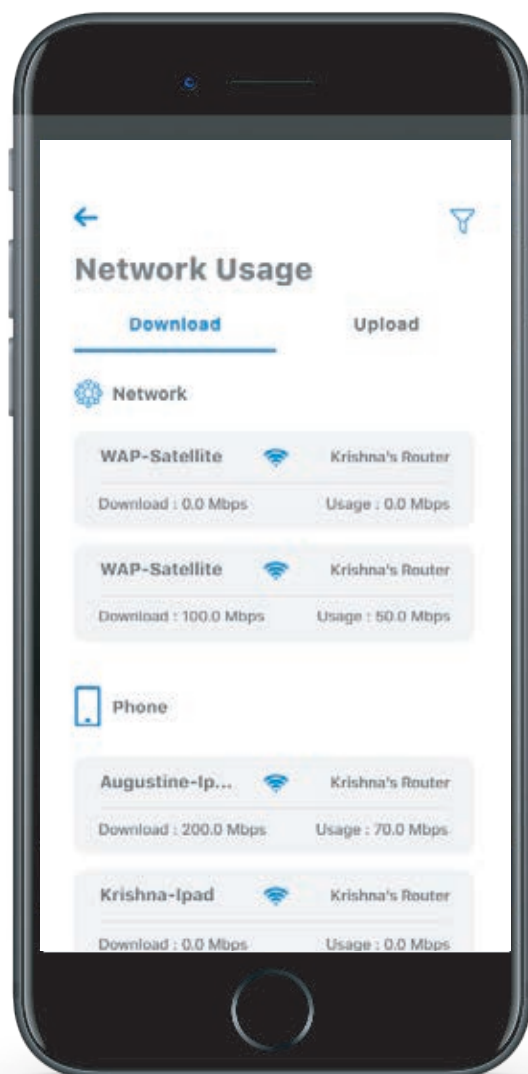 Network Usage
Download Upload
Network
WAP-Satellite Krishna's Router
Download : 0.0 Mbps Usage : 0.0 Mbps
WAP-Satellite Krishna's Router
Download : 100.0 Mbps Usage : 50.0 Mbps
Phone
Augustine-Ip... Krishna's Router
Download : 200.0 Mbps Usage : 70.0 Mbps
Krishna-Ipad Krishna's Router
Download : 0.0 Mbps Usage : 0.0 Mbps